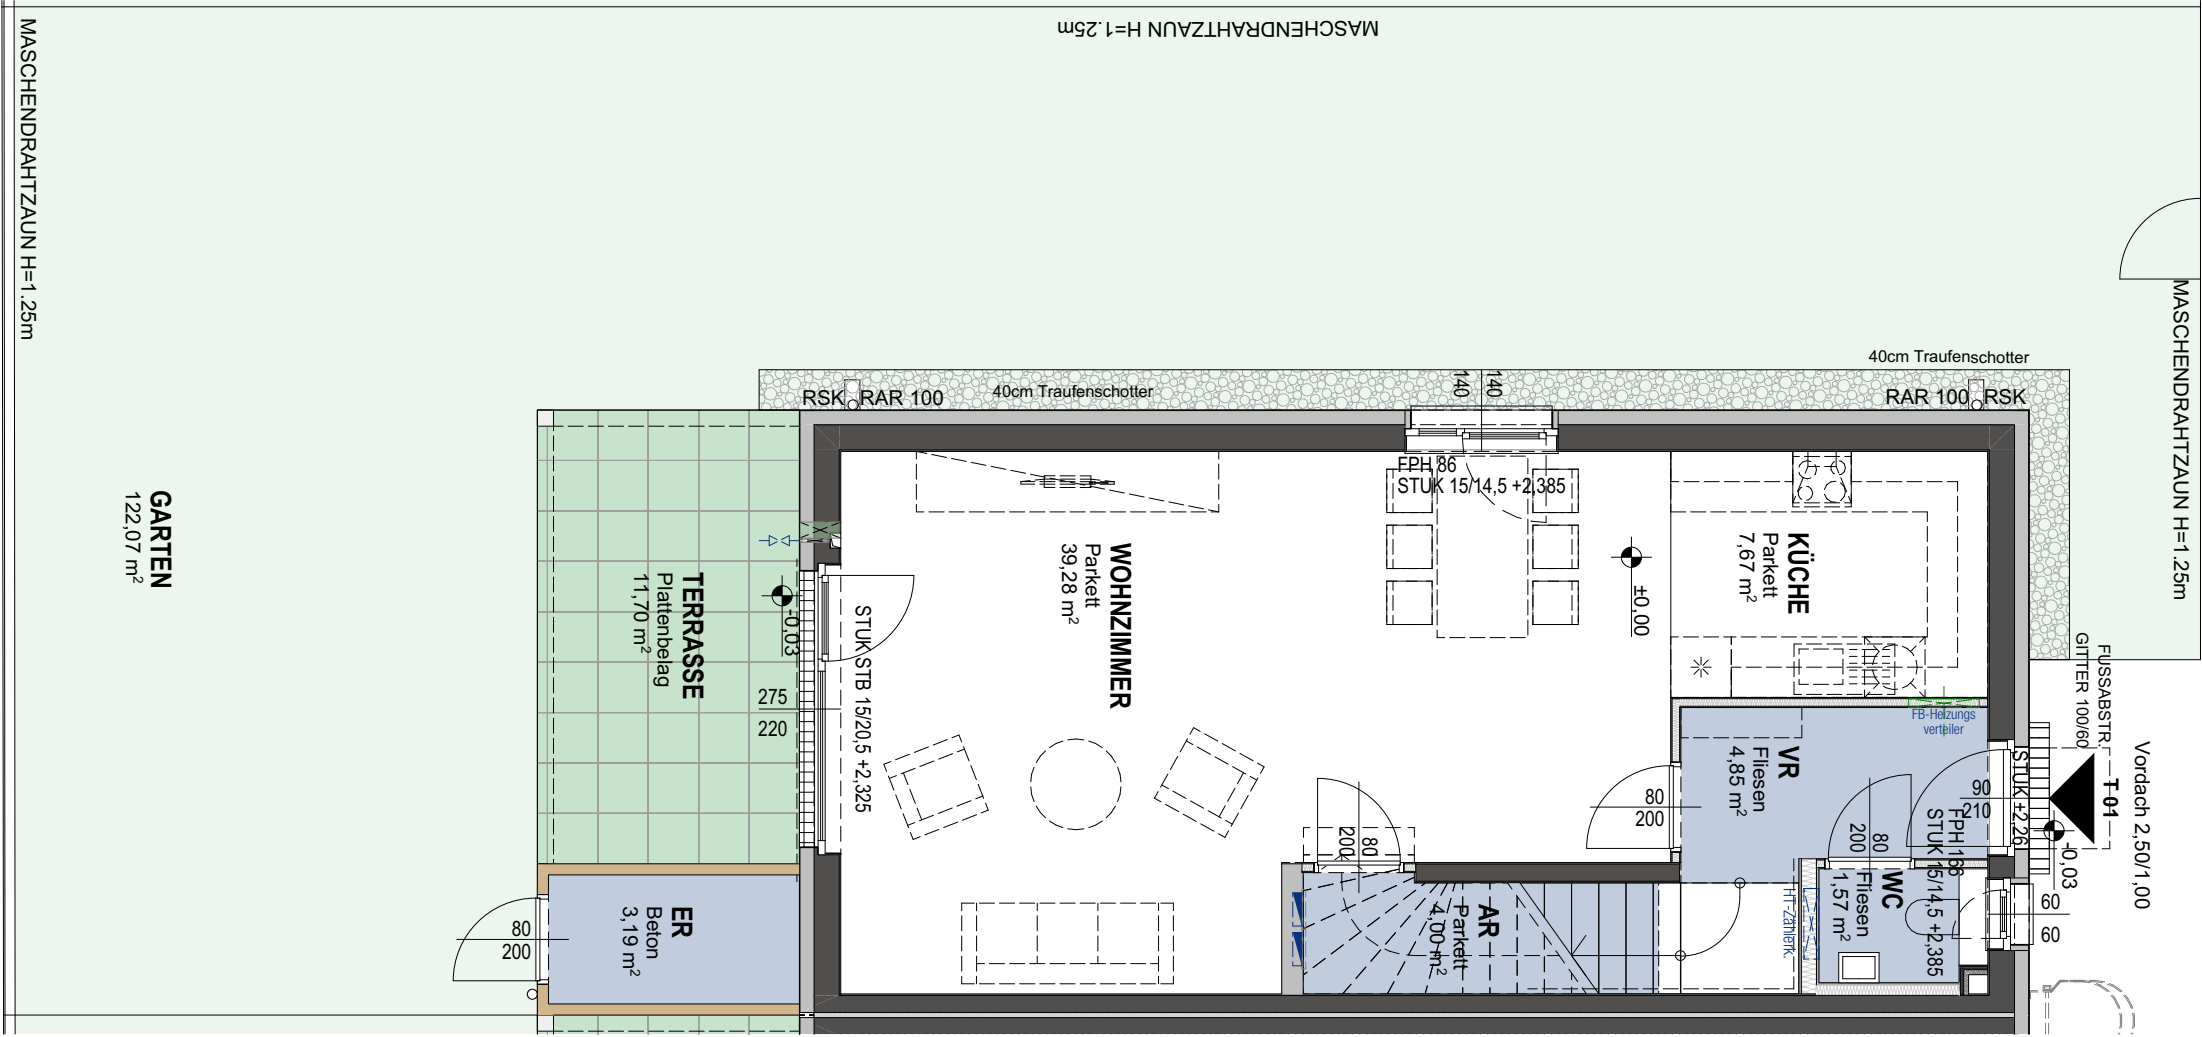 MASCHENDRAHTZAUN H=1.25m
MASCHENDRAHTZAUN H=1.25m
MASCHENDRAHTZAUN H=1.25m
40cm Traufenschotter
40cm Traufenschotter
RSK RAR 100
RAR 100 RSK
140
140
FPH 86
STUK 15/14,5 +2,385
GARTEN
122,07 m²
TERRASSE
Plattenbelag
11,70 m²
-0,03
275
220
STUK STB 15/20,5 +2,325
WOHNZIMMER
Parkett
39,28 m²
±0,00
KÜCHE
Parkett
7,67 m²
FB-Heizungs
verteiler
FUSSABSTR.
GITTER 100/60
Vordach 2,50/1,00
T 01
-0,03
STUK +2,26
90
210
VR
Fliesen
4,85 m²
80
200
80
200
80
200
FPH 166
STUK 15/14,5 +2,385
WC
Fliesen
1,57 m²
60
60
HT-Zählerk.
AR
Parkett
4,00 m²
ER
Beton
3,19 m²
80
200